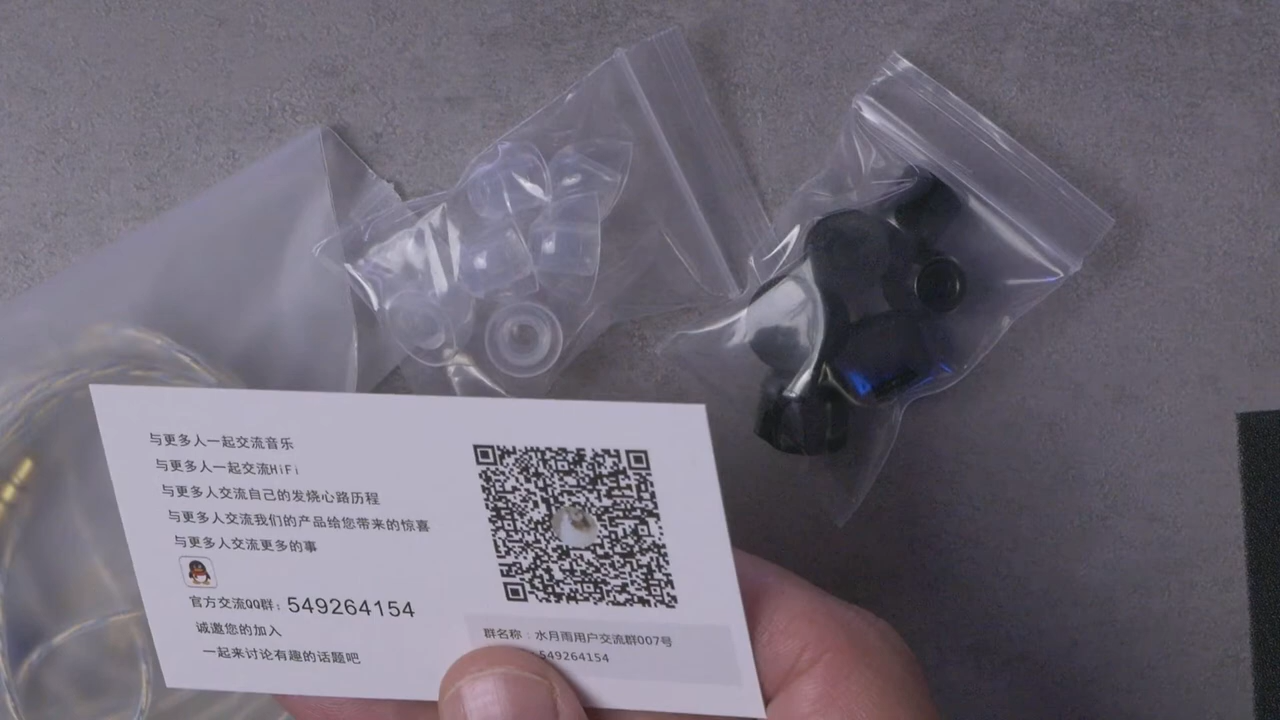 与更多人一起交流音乐
与更多人一起交流HiFi
与更多人交流自己的发烧心路历程
与更多人交流我们的产品给您带来的惊喜
与更多人交流更多的事
官方交流QQ群：549264154
诚邀您的加入
一起来讨论有趣的话题吧
群名称：水月雨用户交流群007号
549264154